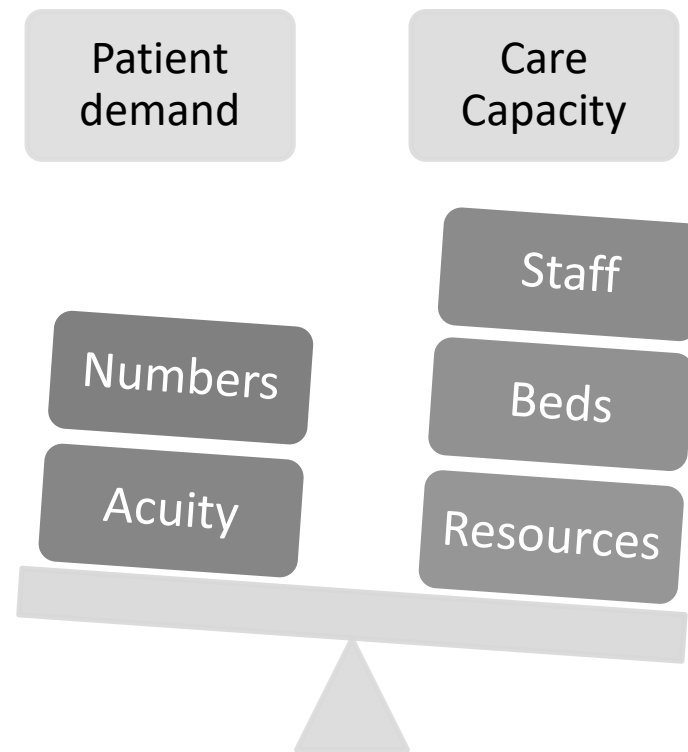 Patient
demand
Care
Capacity
Staff
Numbers
Beds
Acuity
Resources